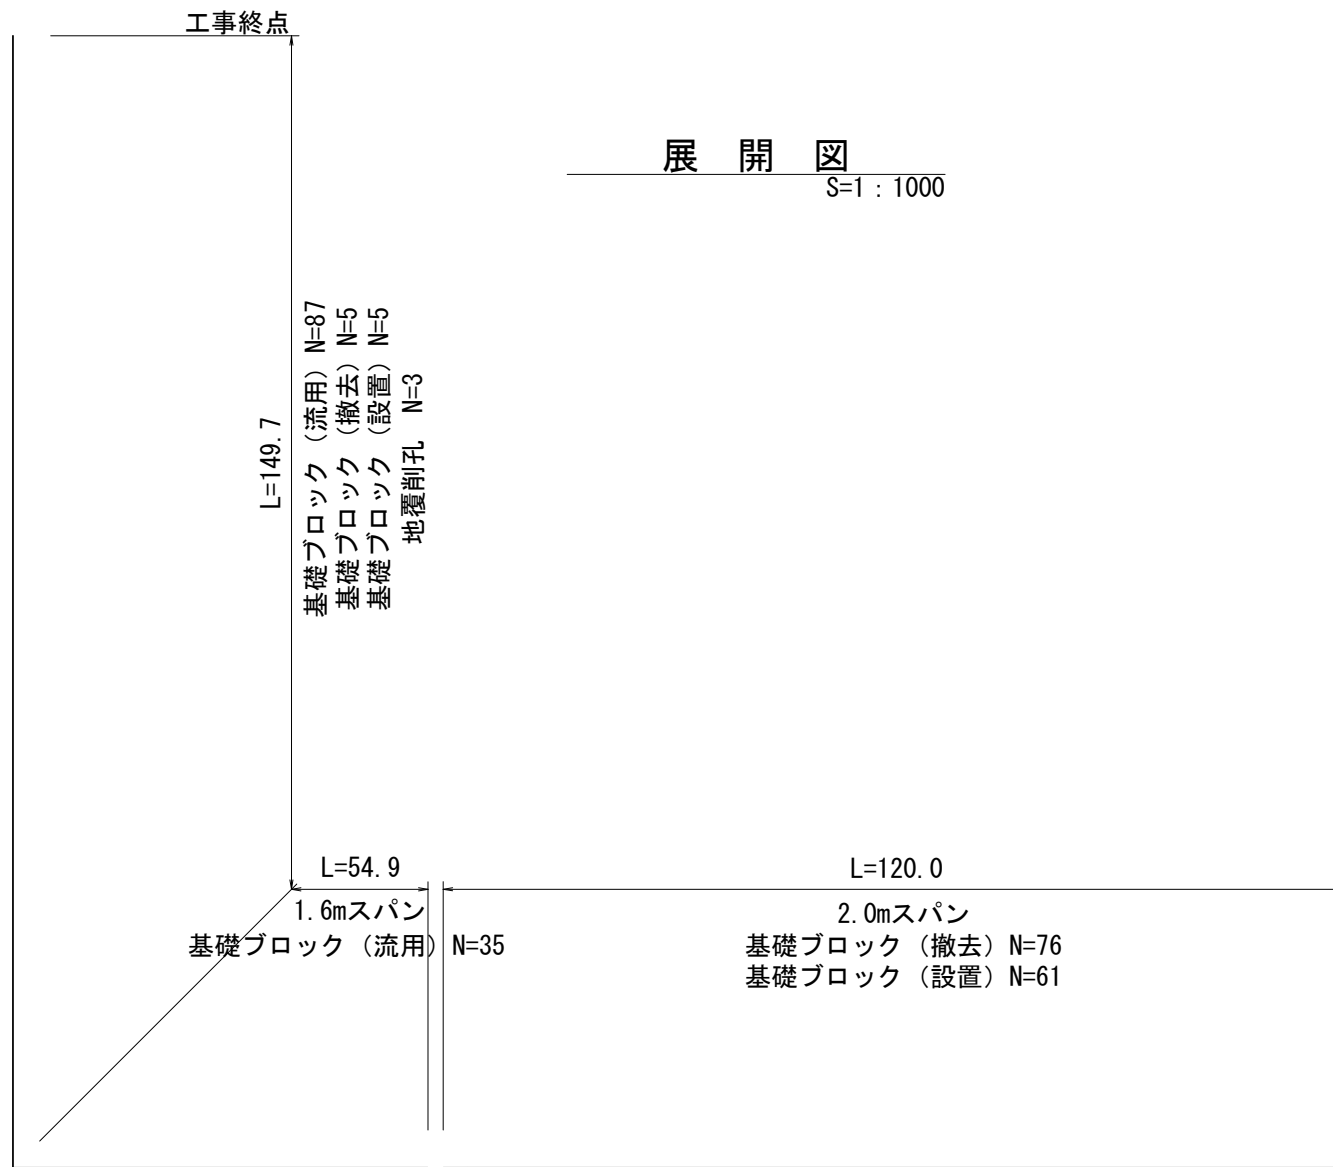 工事終点
展 開 図
S=1 : 1000
L=149.7
基礎ブロック（流用）N=87
基礎ブロック（撤去）N=5
基礎ブロック（設置）N=5
地覆削孔 N=3
L=54.9
1.6mスパン
基礎ブロック（流用）N=35
L=120.0
2.0mスパン
基礎ブロック（撤去）N=76
基礎ブロック（設置）N=61